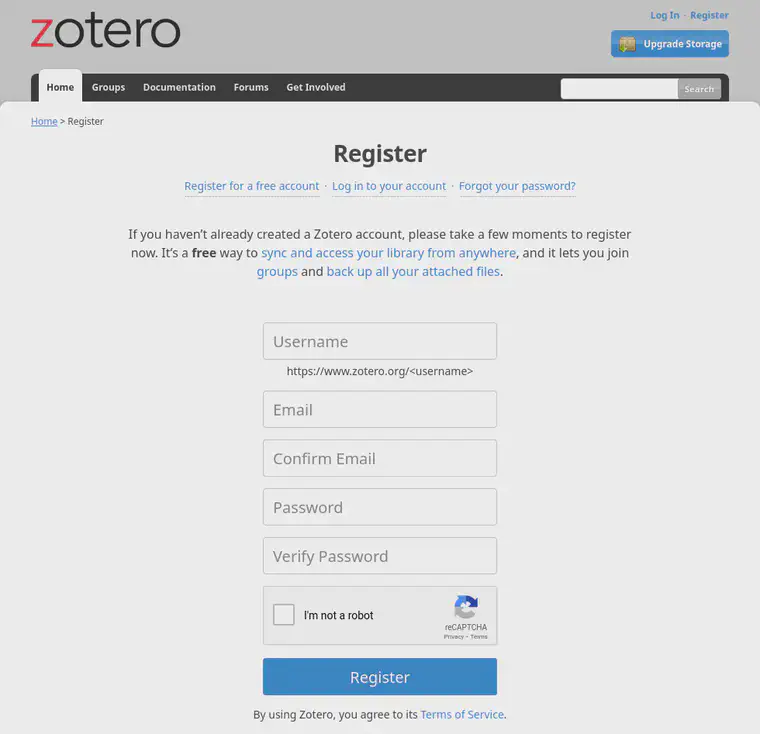 zotero
Log In · Register
Upgrade Storage
Home Groups Documentation Forums Get Involved Search
Home > Register
Register
Register for a free account · Log in to your account · Forgot your password?
If you haven’t already created a Zotero account, please take a few moments to register
now. It’s a free way to sync and access your library from anywhere, and it lets you join
groups and back up all your attached files.
Username
https://www.zotero.org/<username>
Email
Confirm Email
Password
Verify Password
I'm not a robot
reCAPTCHA
Privacy - Terms
Register
By using Zotero, you agree to its Terms of Service.